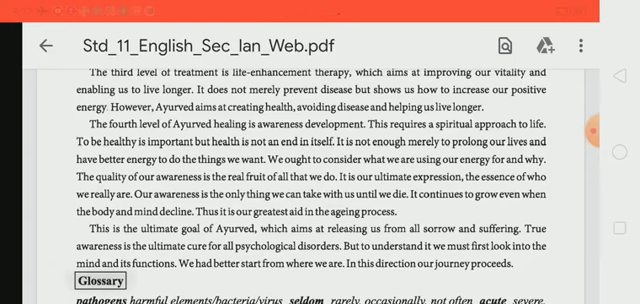 Std_11_English_Sec_lan_Web.pdf
The third level of treatment is life-enhancement therapy, which aims at improving our vitality and
enabling us to live longer. It does not merely prevent disease but shows us how to increase our positive
energy. However, Ayurved aims at creating health, avoiding disease and helping us live longer.
The fourth level of Ayurved healing is awareness development. This requires a spiritual approach to life.
To be healthy is important but health is not an end in itself. It is not enough merely to prolong our lives and
have better energy to do the things we want. We ought to consider what we are using our energy for and why.
The quality of our awareness is the real fruit of all that we do. It is our ultimate expression, the essence of who
we really are. Our awareness is the only thing we can take with us until we die. It continues to grow even when
the body and mind decline. Thus it is our greatest aid in the ageing process.
This is the ultimate goal of Ayurved, which aims at releasing us from all sorrow and suffering. True
awareness is the ultimate cure for all psychological disorders. But to understand it we must first look into the
mind and its functions. We had better start from where we are. In this direction our journey proceeds.
Glossary
pathogens harmful elements/bacteria/virus, seldom rarely, occasionally, not often, acute severe,